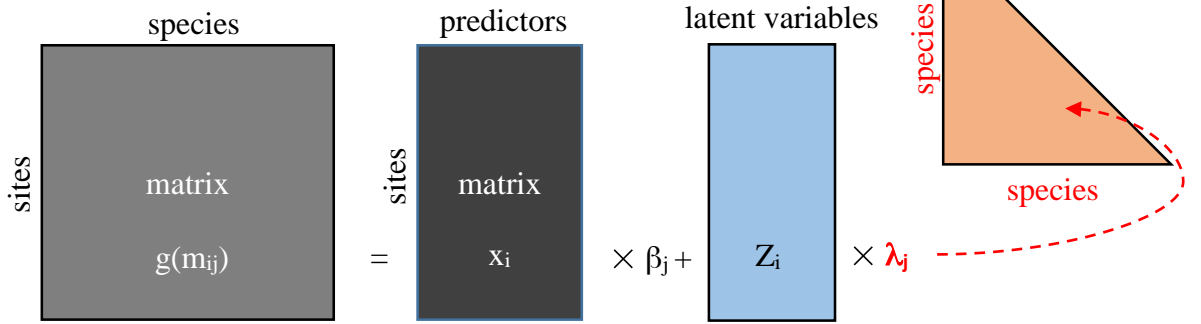 species
predictors
latent variables
species
sites
matrix
g(mij)
=
sites
matrix
xi
× βj +
Zi
× λj
species